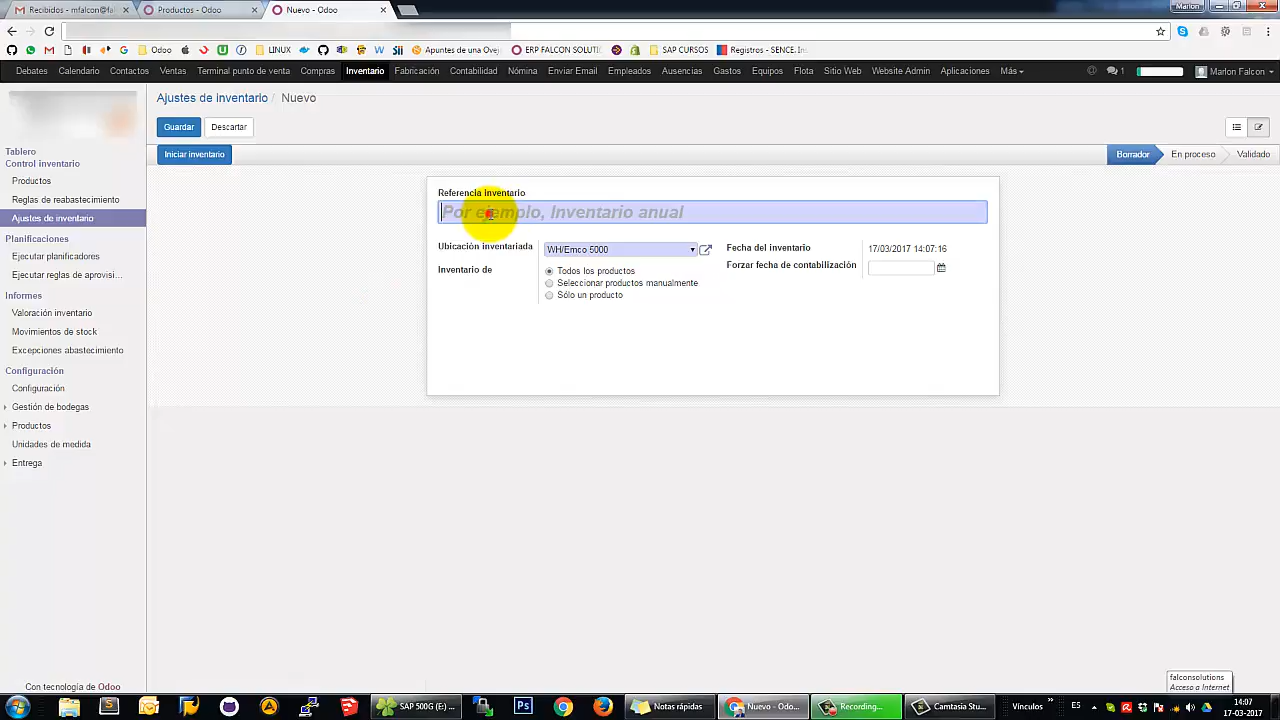 Recibidos - mfalcon@fal
Productos - Odoo
Nuevo - Odoo
Marlon
Odoo
LINUX
Apuntes de una Ovej
ERP FALCON SOLUTI
SAP CURSOS
Registros - SENCE. In
Debates Calendario Contactos Ventas Terminal punto de venta Compras Inventario Fabricación Contabilidad Nómina Enviar Email Empleados Ausencias Gastos Equipos Flota Sitio Web Website Admin Aplicaciones Más
1
Marlon Falcon
Ajustes de inventario / Nuevo
Guardar Descartar
Iniciar inventario
Borrador En proceso Validado
Tablero
Control inventario
Productos
Reglas de reabastecimiento
Ajustes de inventario
Planificaciones
Ejecutar planificadores
Ejecutar reglas de aprovisi...
Informes
Valoración inventario
Movimientos de stock
Excepciones abastecimiento
Configuración
Configuración
Gestión de bodegas
Productos
Unidades de medida
Entrega
Con tecnología de Odoo
Referencia inventario
Por ejemplo, Inventario anual
Ubicación inventariada
WH/Emco 5000
Inventario de
Todos los productos
Seleccionar productos manualmente
Sólo un producto
Fecha del inventario
17/03/2017 14:07:16
Forzar fecha de contabilización
falconsolutions
Acceso a Internet
SAP 500G (E:) ...
Notas rápidas
Nuevo - Odo...
Recording...
Camtasia Stu...
Vínculos
ES
14:07
17-03-2017